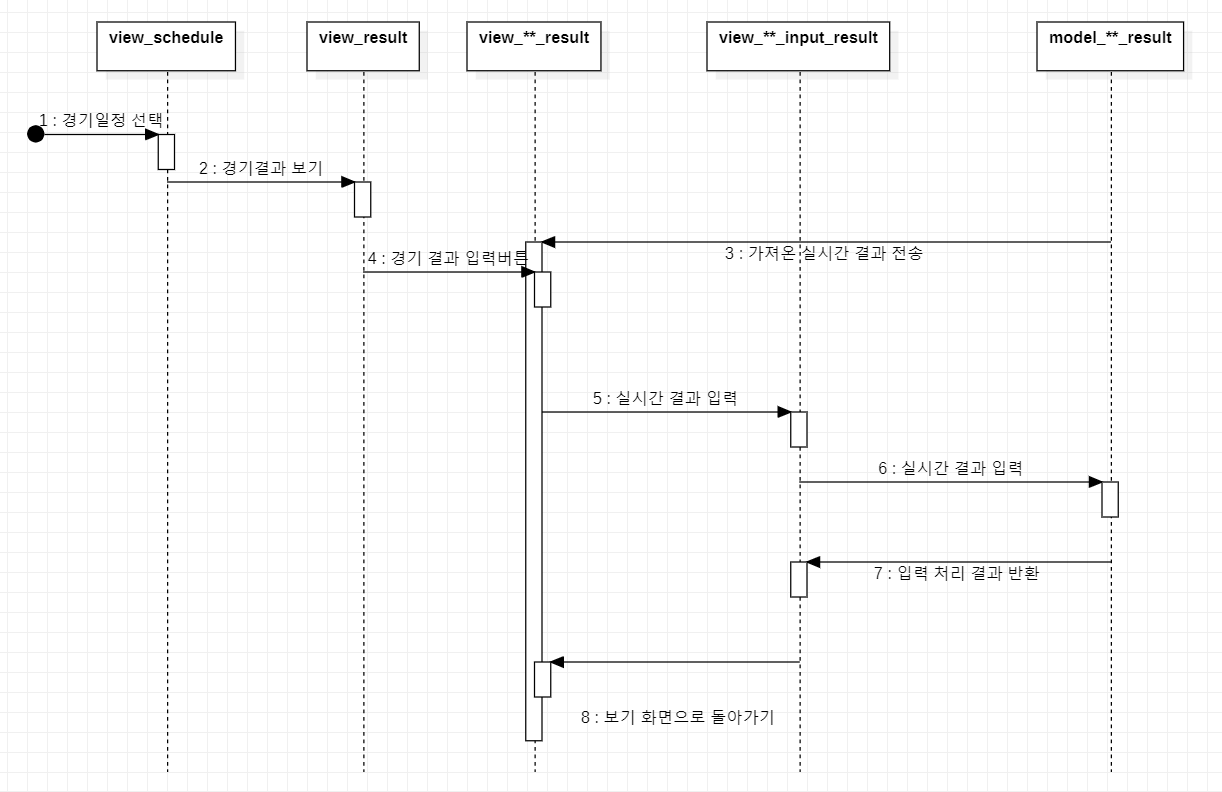 view_schedule
view_result
view_**_result
view_**_input_result
model_**_result
1 : 경기일정 선택
2 : 경기결과 보기
3 : 가져온 실시간 결과 전송
4 : 경기 결과 입력버튼
5 : 실시간 결과 입력
6 : 실시간 결과 입력
7 : 입력 처리 결과 반환
8 : 보기 화면으로 돌아가기